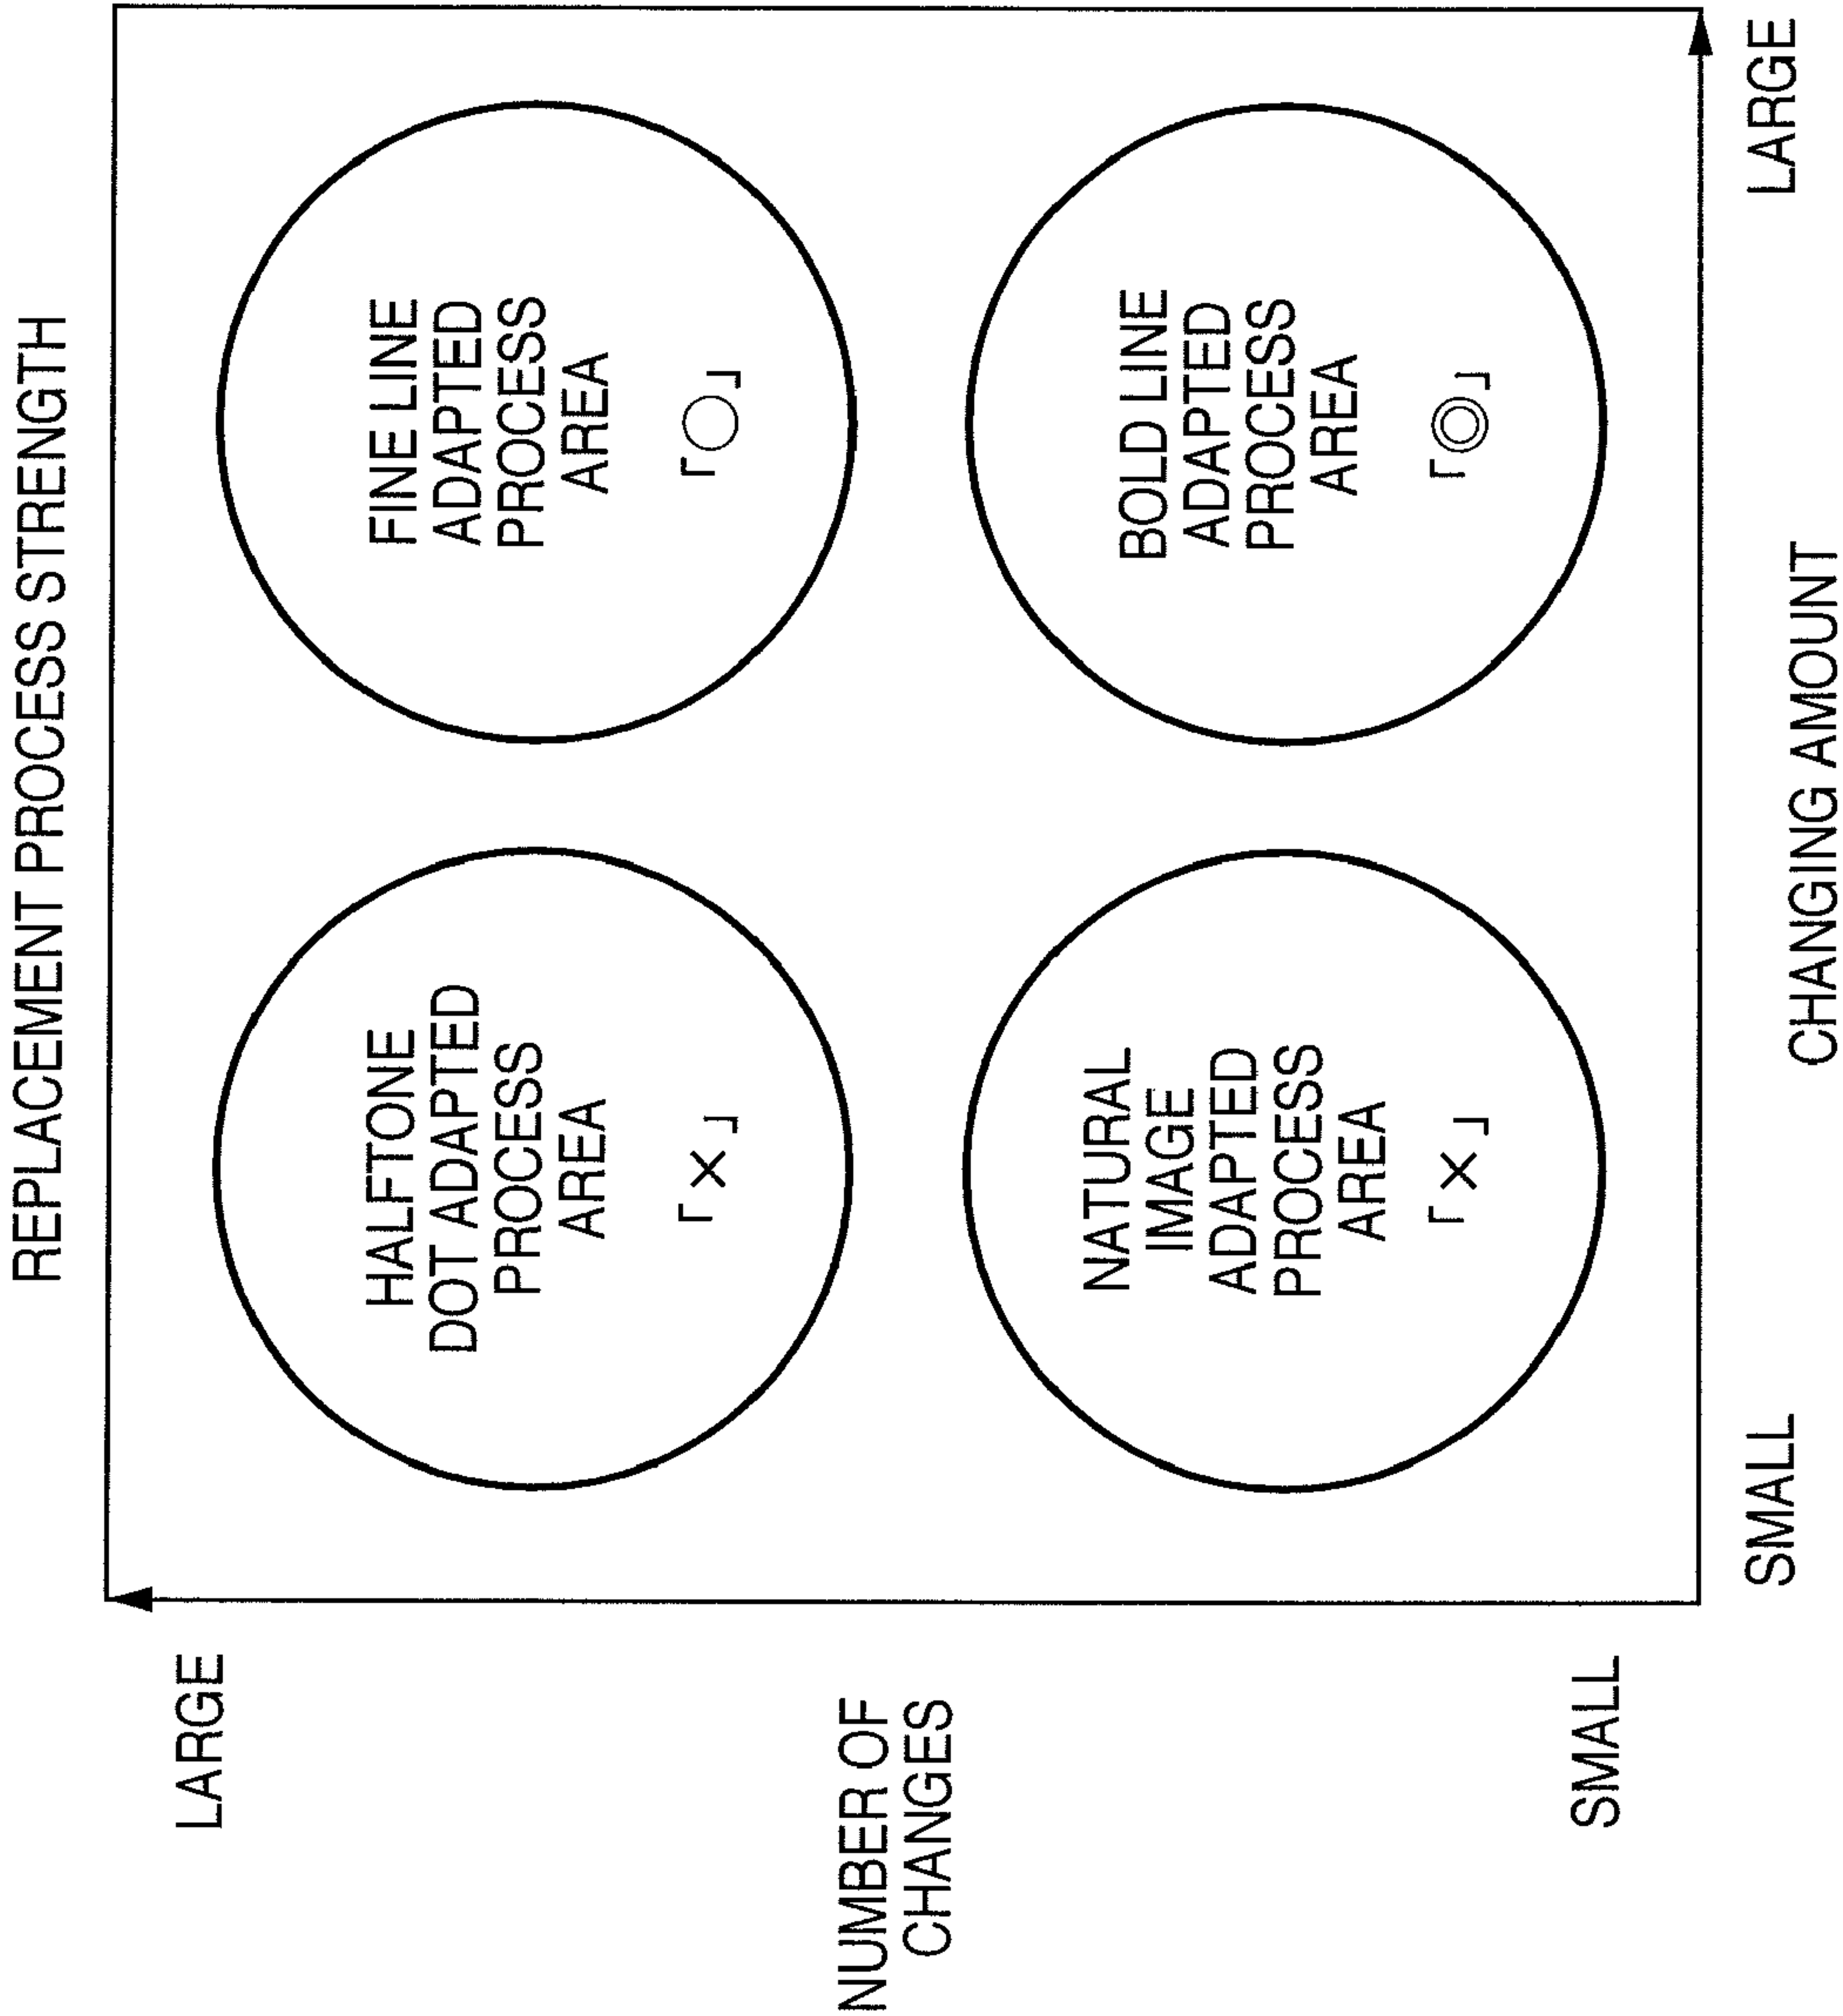 REPLACEMENT PROCESS STRENGTH
LARGE
HALFTONE
DOT ADAPTED
PROCESS
AREA
「×」
FINE LINE
ADAPTED
PROCESS
AREA
「○」
NUMBER OF
CHANGES
NATURAL
IMAGE
ADAPTED
PROCESS
AREA
「×」
BOLD LINE
ADAPTED
PROCESS
AREA
「◎」
SMALL
SMALL
LARGE
CHANGING AMOUNT